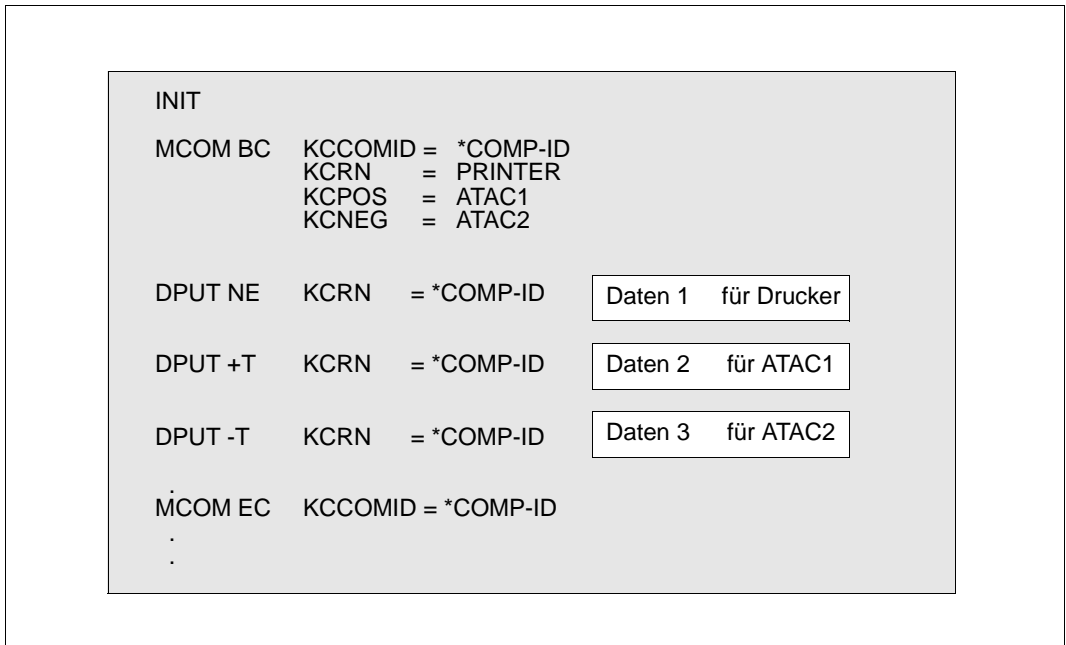 INIT
MCOM BC KCCOMID = *COMP-ID
KCRN = PRINTER
KCPOS = ATAC1
KCNEG = ATAC2
DPUT NE KCRN = *COMP-ID Daten 1 für Drucker
DPUT +T KCRN = *COMP-ID Daten 2 für ATAC1
DPUT -T KCRN = *COMP-ID Daten 3 für ATAC2
.
MCOM EC KCCOMID = *COMP-ID
.
.